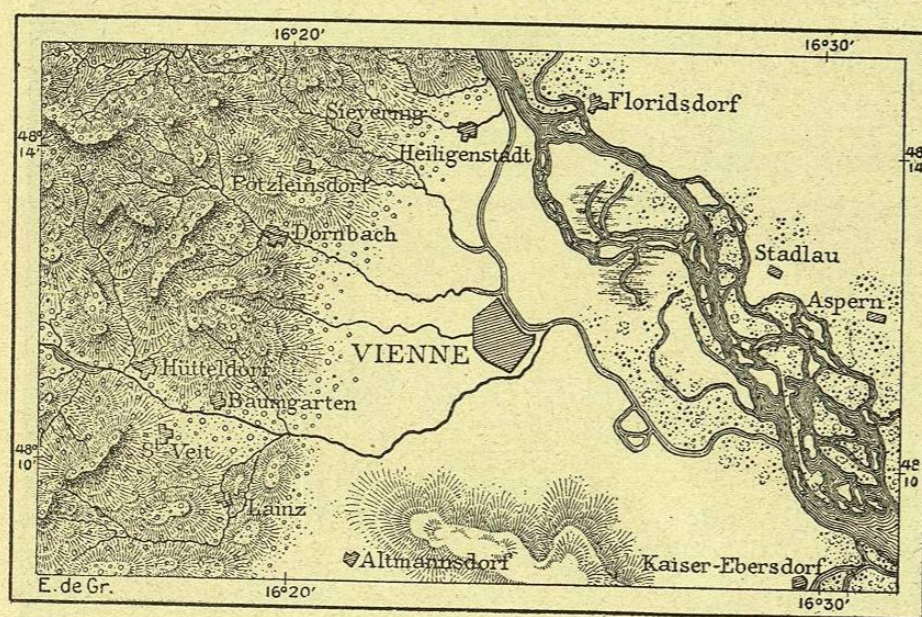 16°20'
16°30'
48°
14'
48
14'
Sievering
Heiligenstadt
Floridsdorf
Pötzleinsdorf
Dornbach
Stadlau
Aspern
VIENNE
Hütteldorf
Baumgarten
St Veit
48°
10'
48
10'
Lainz
Altmannsdorf
Kaiser-Ebersdorf
E. de Gr.
16°20'
16°30'